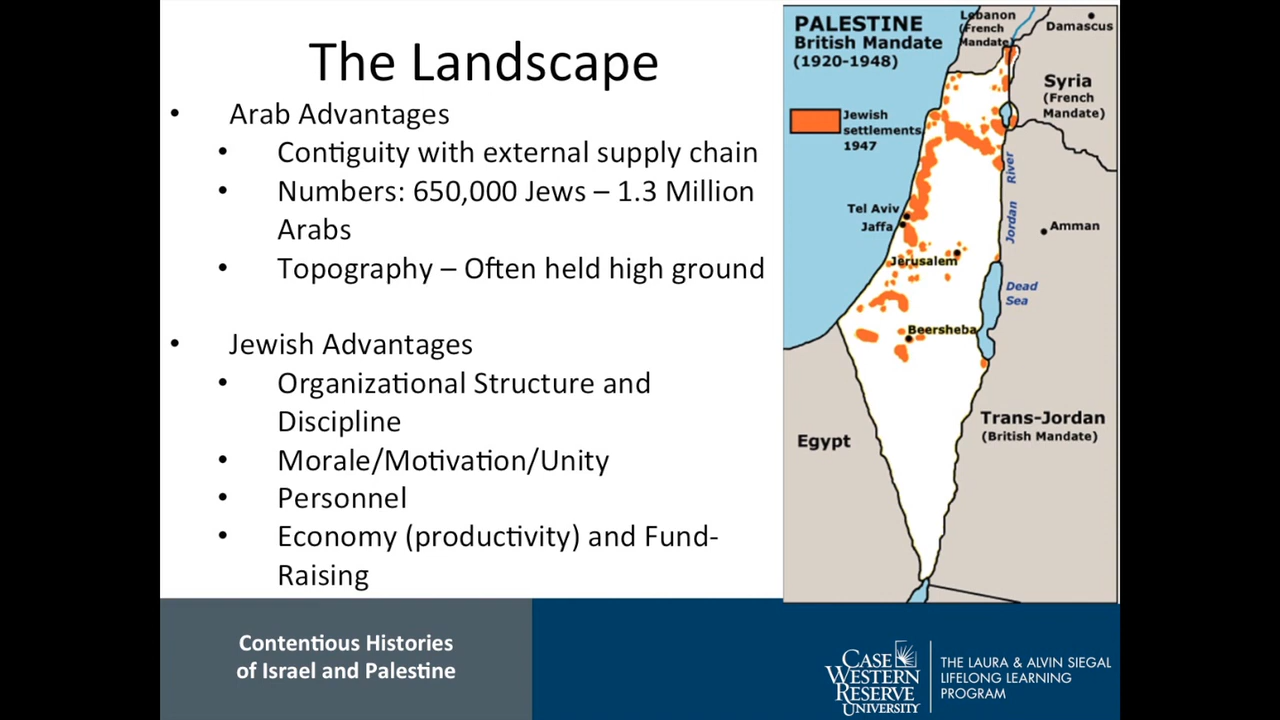 The Landscape
• Arab Advantages
• Contiguity with external supply chain
• Numbers: 650,000 Jews – 1.3 Million
Arabs
• Topography – Often held high ground
• Jewish Advantages
• Organizational Structure and
Discipline
• Morale/Motivation/Unity
• Personnel
• Economy (productivity) and Fund-
Raising
PALESTINE
British Mandate
(1920-1948)
Lebanon
(French
Mandate)
Damascus
Syria
(French
Mandate)
Jewish
settlements
1947
Jordan River
Tel Aviv
Jaffa
Amman
Jerusalem
Dead
Sea
Beersheba
Trans-Jordan
(British Mandate)
Egypt
Contentious Histories
of Israel and Palestine
CASE
WESTERN
RESERVE
UNIVERSITY
THE LAURA & ALVIN SIEGAL
LIFELONG LEARNING
PROGRAM